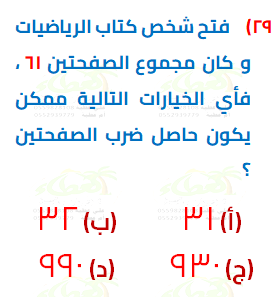 ٢٩) فتح شخص كتاب الرياضيات
و كان مجموع الصفحتين ٦١ ،
فأي الخيارات التالية ممكن
يكون حاصل ضرب الصفحتين
؟
(أ) ٣١ (ب) ٣٢
(ج) ٩٣٠ (د) ٩٩٠